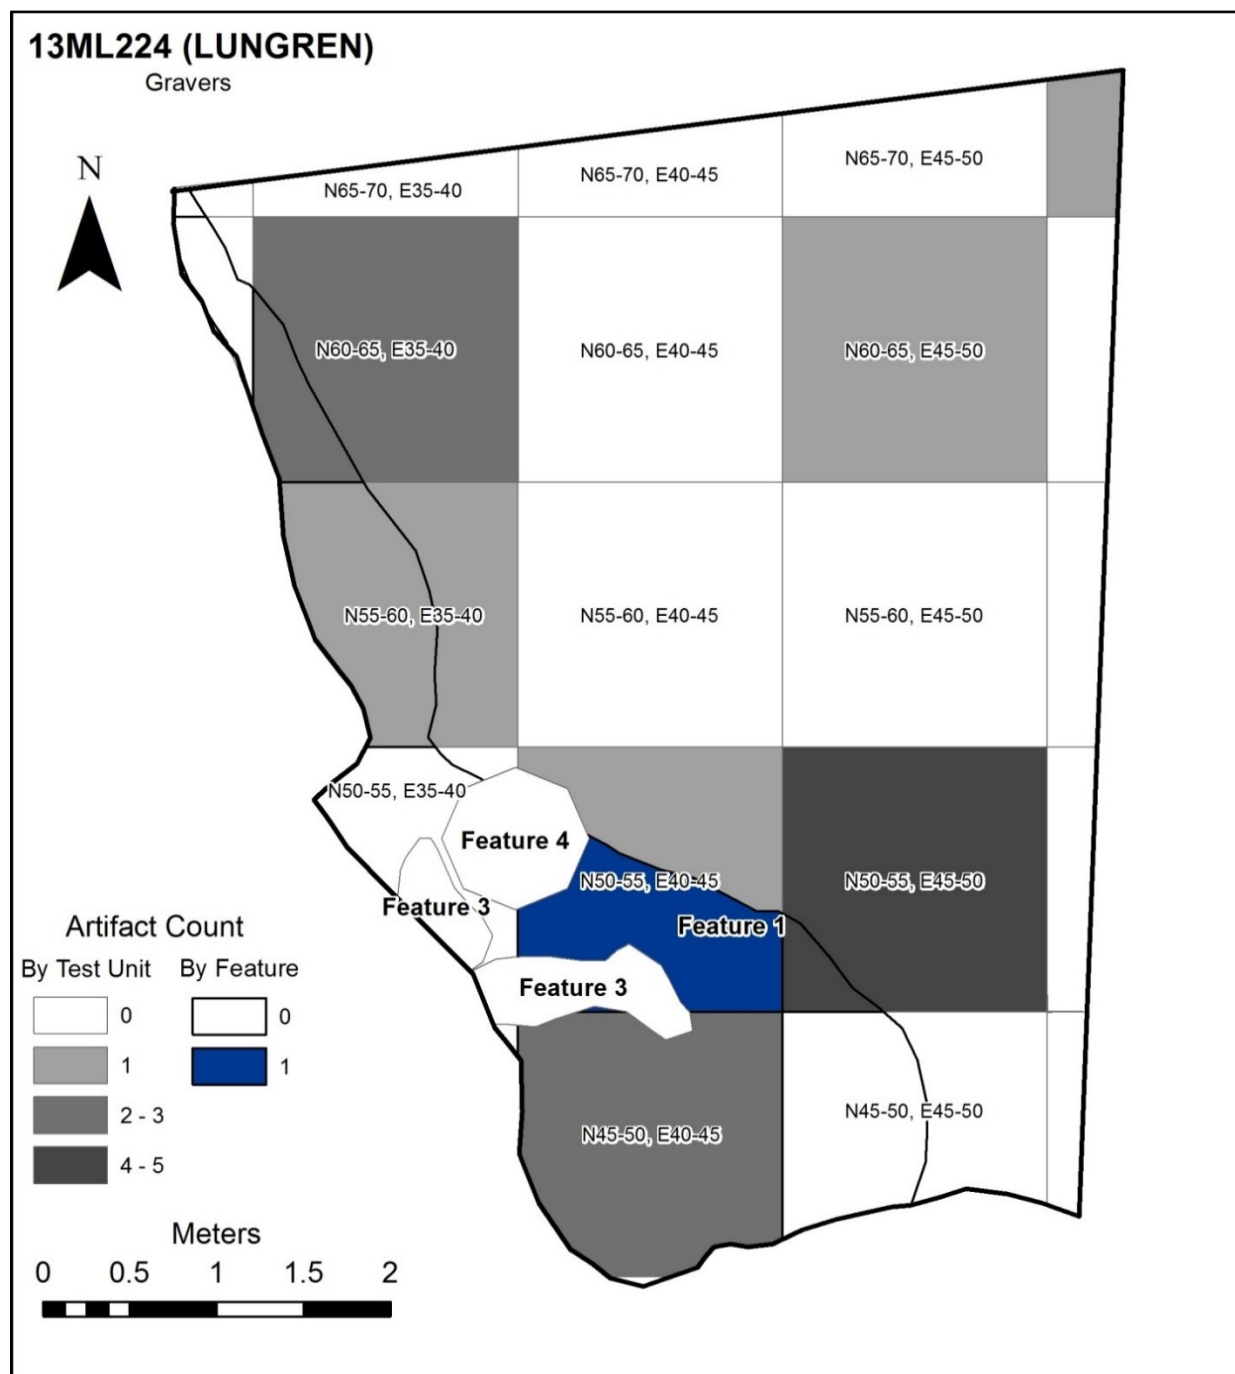 13ML224 (LUNGREN)
Gravers
N
N65-70, E35-40
N65-70, E40-45
N65-70, E45-50
N60-65, E35-40
N60-65, E40-45
N60-65, E45-50
N55-60, E35-40
N55-60, E40-45
N55-60, E45-50
N50-55, E35-40
Feature 4
N50-55, E40-45
N50-55, E45-50
Feature 3
Feature 1
Feature 3
N45-50, E40-45
N45-50, E45-50
Artifact Count
By Test Unit By Feature
0 0
1 1
2 - 3
4 - 5
Meters
0 0.5 1 1.5 2